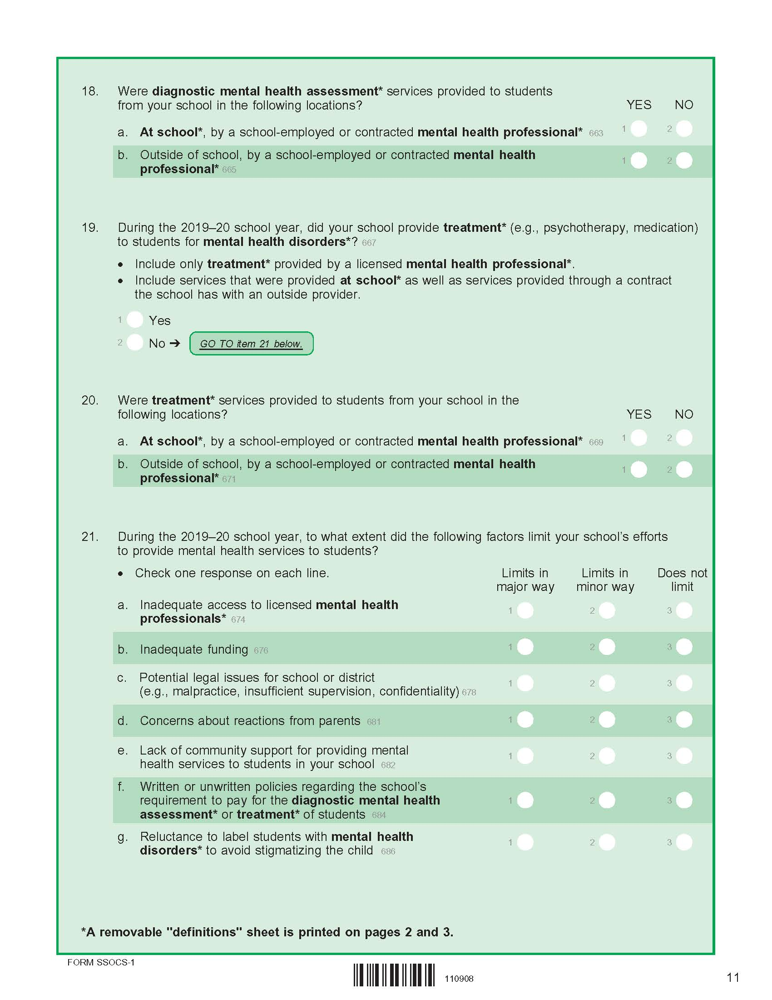 18. Were diagnostic mental health assessment* services provided to students
from your school in the following locations?
YES NO
a. At school*, by a school-employed or contracted mental health professional* 663 1 2
b. Outside of school, by a school-employed or contracted mental health
professional* 665 1 2
19. During the 2019–20 school year, did your school provide treatment* (e.g., psychotherapy, medication)
to students for mental health disorders*? 667
• Include only treatment* provided by a licensed mental health professional*.
• Include services that were provided at school* as well as services provided through a contract
the school has with an outside provider.
1 Yes
2 No ➔ GO TO item 21 below.
20. Were treatment* services provided to students from your school in the
following locations?
YES NO
a. At school*, by a school-employed or contracted mental health professional* 669 1 2
b. Outside of school, by a school-employed or contracted mental health
professional* 671 1 2
21. During the 2019–20 school year, to what extent did the following factors limit your school's efforts
to provide mental health services to students?
• Check one response on each line. Limits in Limits in Does not
major way minor way limit
a. Inadequate access to licensed mental health
professionals* 674 1 2 3
b. Inadequate funding 676 1 2 3
c. Potential legal issues for school or district
(e.g., malpractice, insufficient supervision, confidentiality) 678 1 2 3
d. Concerns about reactions from parents 681 1 2 3
e. Lack of community support for providing mental
health services to students in your school 682 1 2 3
f. Written or unwritten policies regarding the school's
requirement to pay for the diagnostic mental health
assessment* or treatment* of students 684 1 2 3
g. Reluctance to label students with mental health
disorders* to avoid stigmatizing the child 686 1 2 3
*A removable "definitions" sheet is printed on pages 2 and 3.
FORM SSOCS-1
110908
11